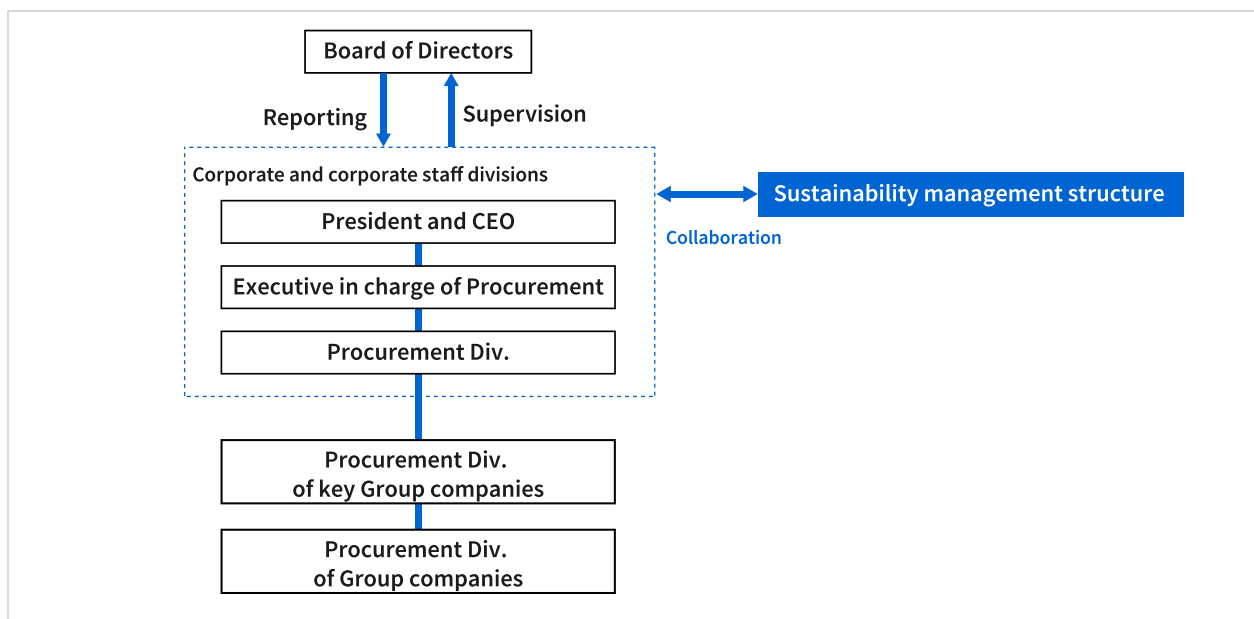 Board of Directors
Reporting
Supervision
Corporate and corporate staff divisions
Sustainability management structure
President and CEO
Collaboration
Executive in charge of Procurement
Procurement Div.
Procurement Div.
of key Group companies
Procurement Div.
of Group companies